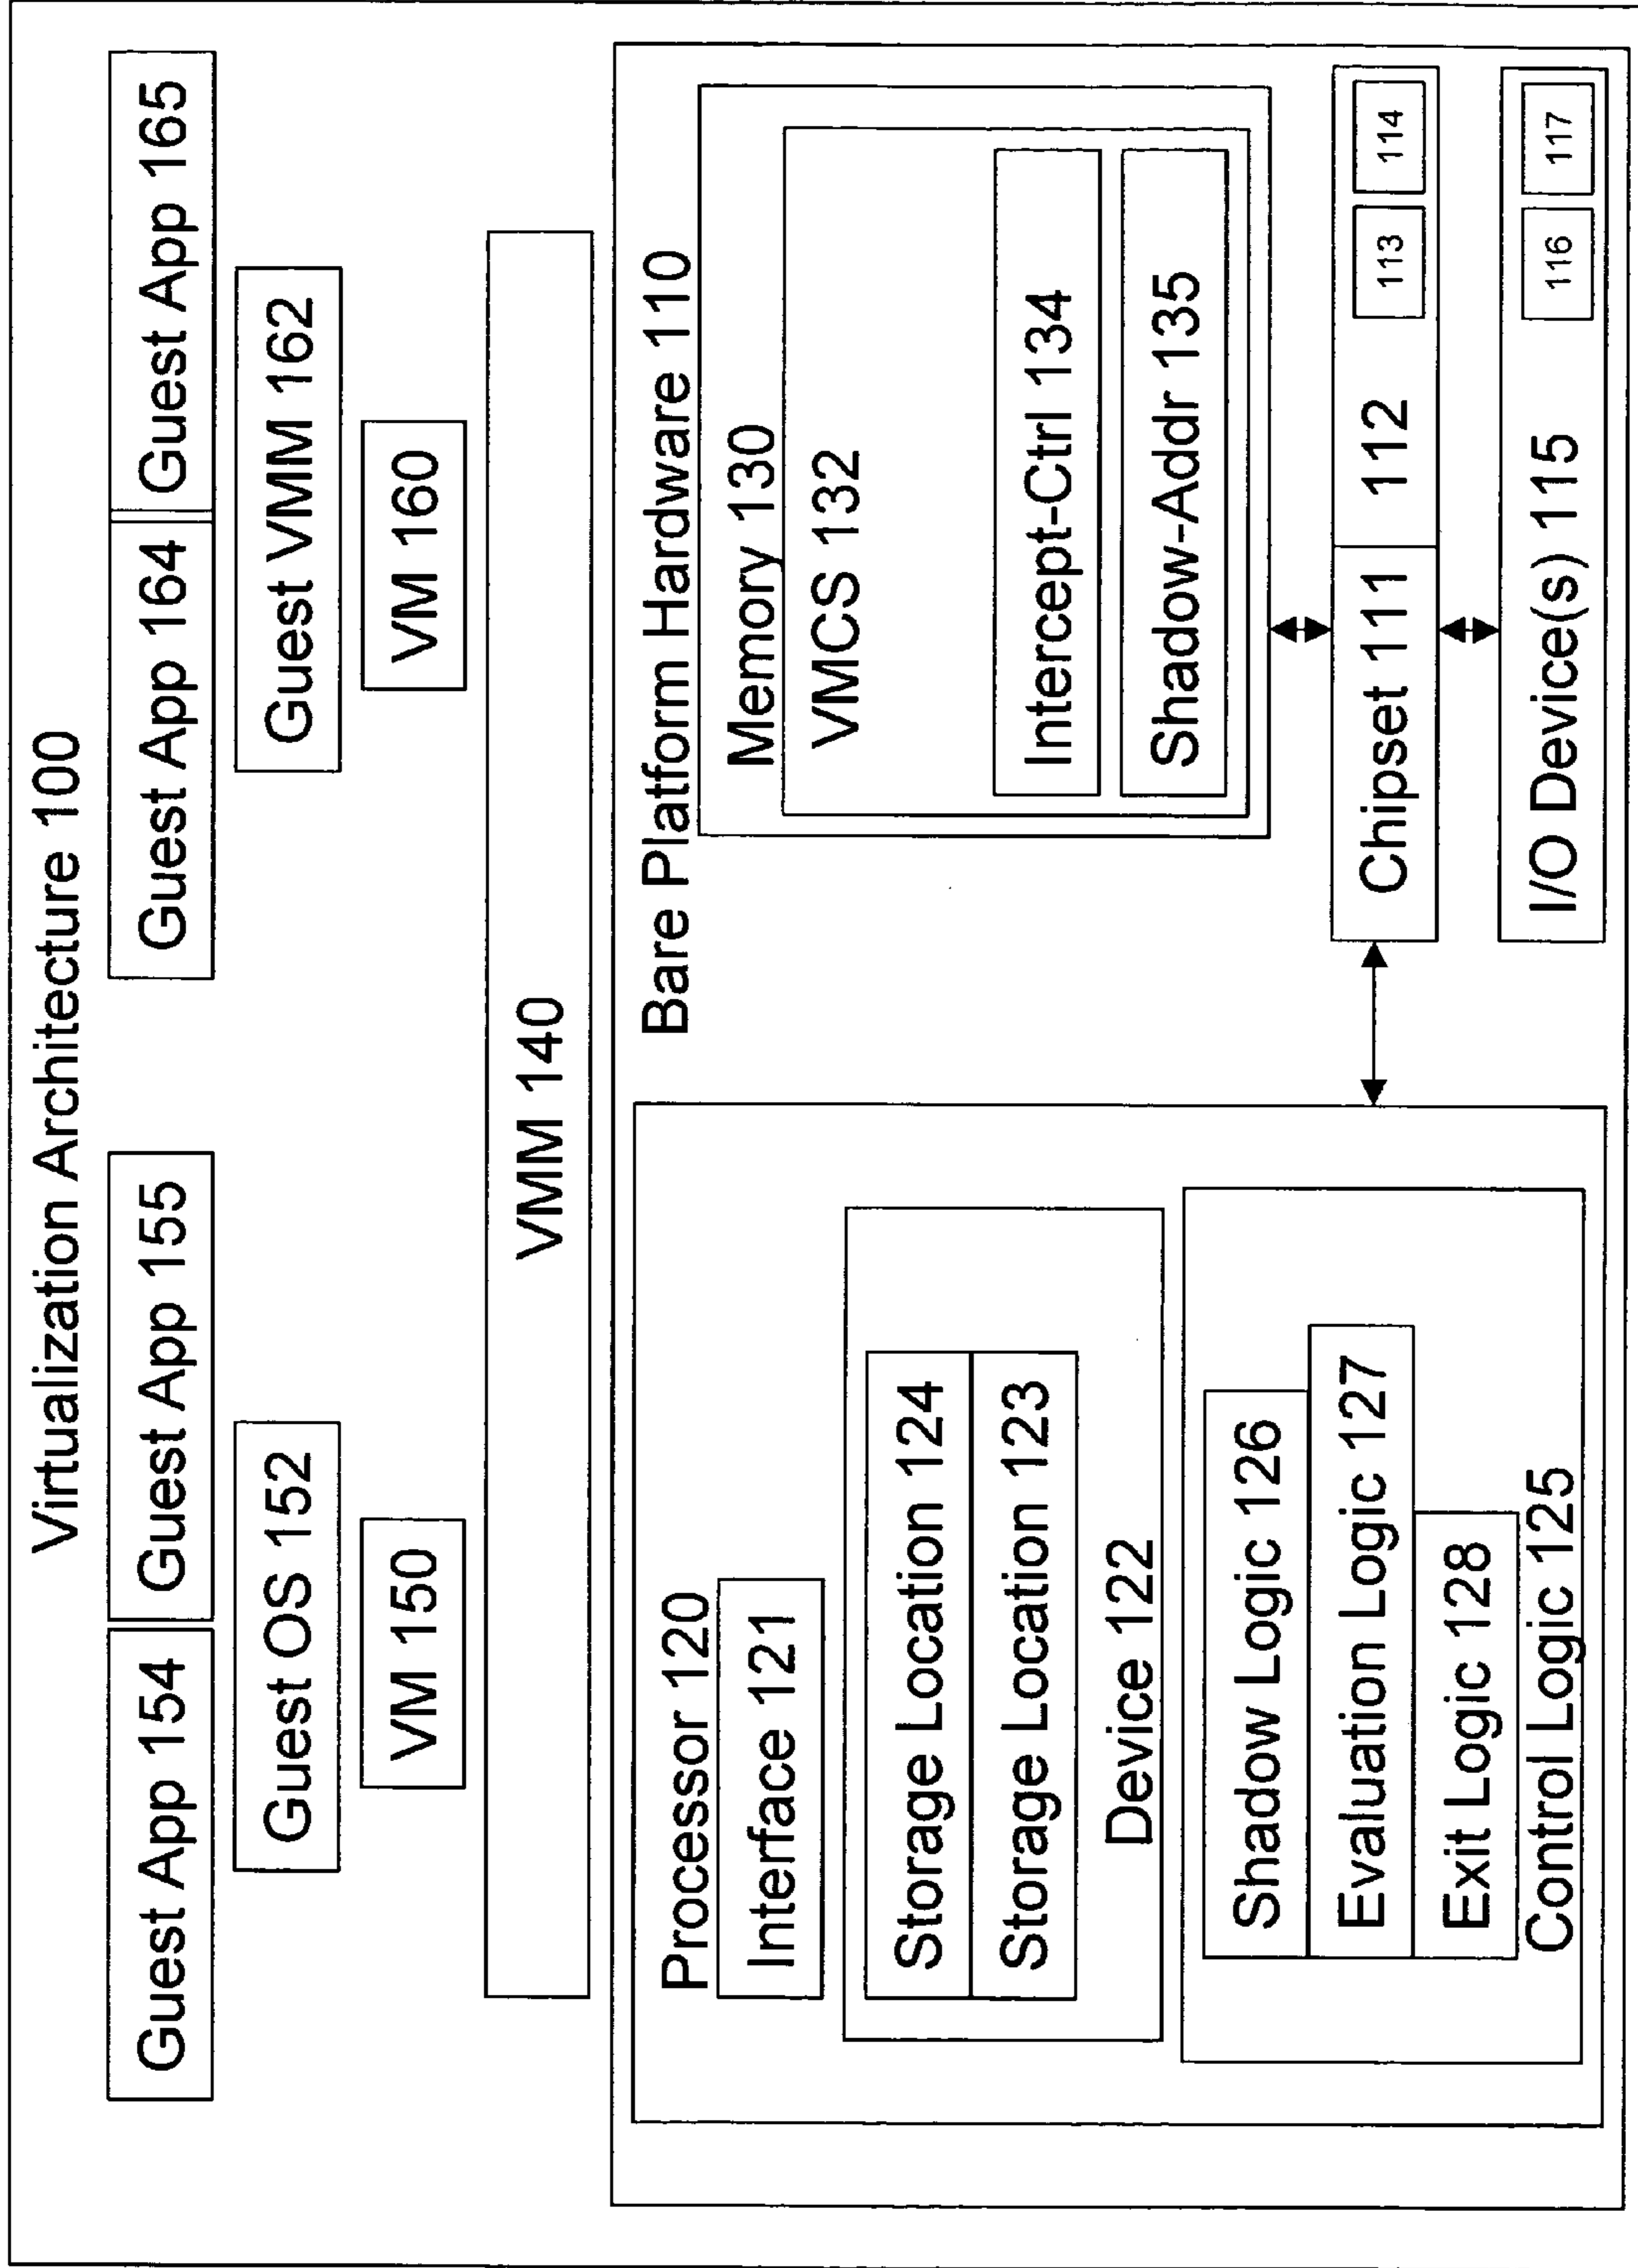 Virtualization Architecture 100
Guest App 154
Guest App 155
Guest App 164
Guest App 165
Guest OS 152
Guest VMM 162
VM 150
VM 160
VMM 140
Bare Platform Hardware 110
Processor 120
Interface 121
Storage Location 124
Storage Location 123
Device 122
Shadow Logic 126
Evaluation Logic 127
Exit Logic 128
Control Logic 125
Memory 130
VMCS 132
Intercept-Ctrl 134
Shadow-Addr 135
Chipset 111
112
113
114
I/O Device(s) 115
116
117